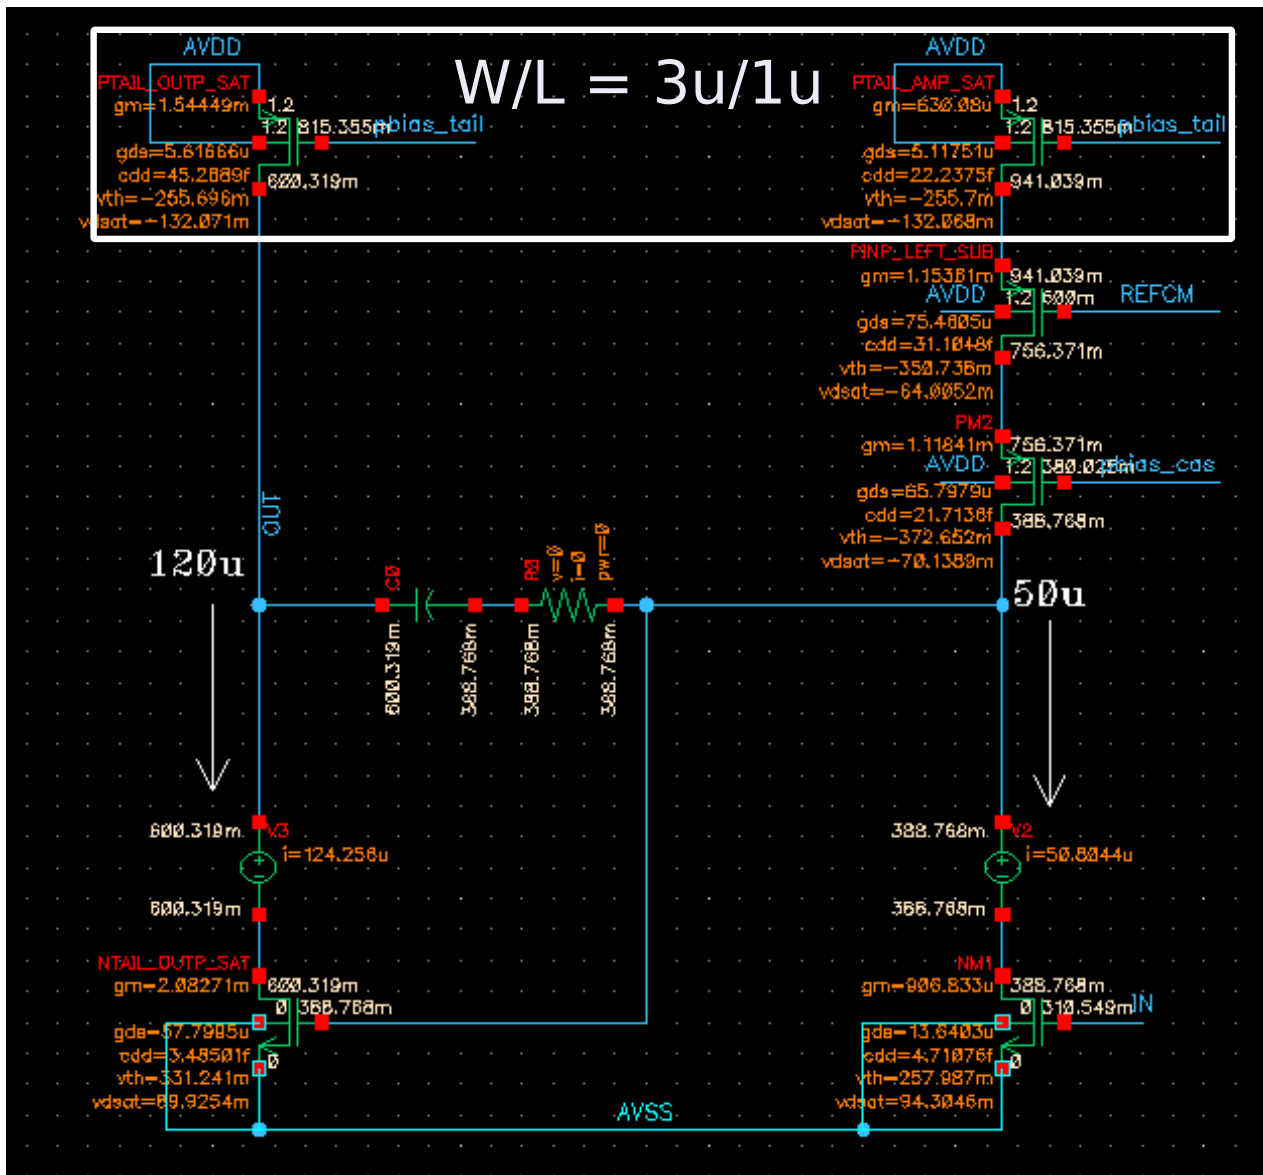 AVDD
AVDD
W/L = 3u/1u
PTAIL_OUTP_SAT
gm=1.54449m
1.2
1.2
815.355m
pbias_tail
gds=5.61666u
cdd=45.2889f
600.319m
vth=-255.696m
vdsat=-132.071m
PTAIL_AMP_SAT
gm=630.08u
1.2
1.2
815.355m
pbias_tail
gds=5.11751u
cdd=22.2375f
941.039m
vth=-255.7m
vdsat=-132.068m
PINP_LEFT_SUB
gm=1.15381m
941.039m
AVDD
1.2
600m
REFCM
gds=75.4605u
cdd=31.1048f
756.371m
vth=-350.736m
vdsat=-64.0052m
PM2
gm=1.11841m
756.371m
AVDD
1.2
pbias_cas
gds=65.7979u
cdd=21.7136f
388.768m
vth=-372.652m
vdsat=-70.1389m
OUT
120u
C0
R0
v=0
i=0
pwr=0
50u
600.319m
388.768m
388.768m
388.768m
600.319m
V3
i=124.256u
600.319m
388.768m
V2
i=50.8044u
388.768m
NTAIL_OUTP_SAT
gm=2.08271m
600.319m
0
388.768m
gds=57.7985u
cdd=3.48501f
0
vth=331.241m
vdsat=89.9254m
NM1
gm=906.833u
388.768m
0
310.549m
IN
gds=13.6403u
cdd=4.71076f
0
vth=257.987m
vdsat=94.3046m
AVSS